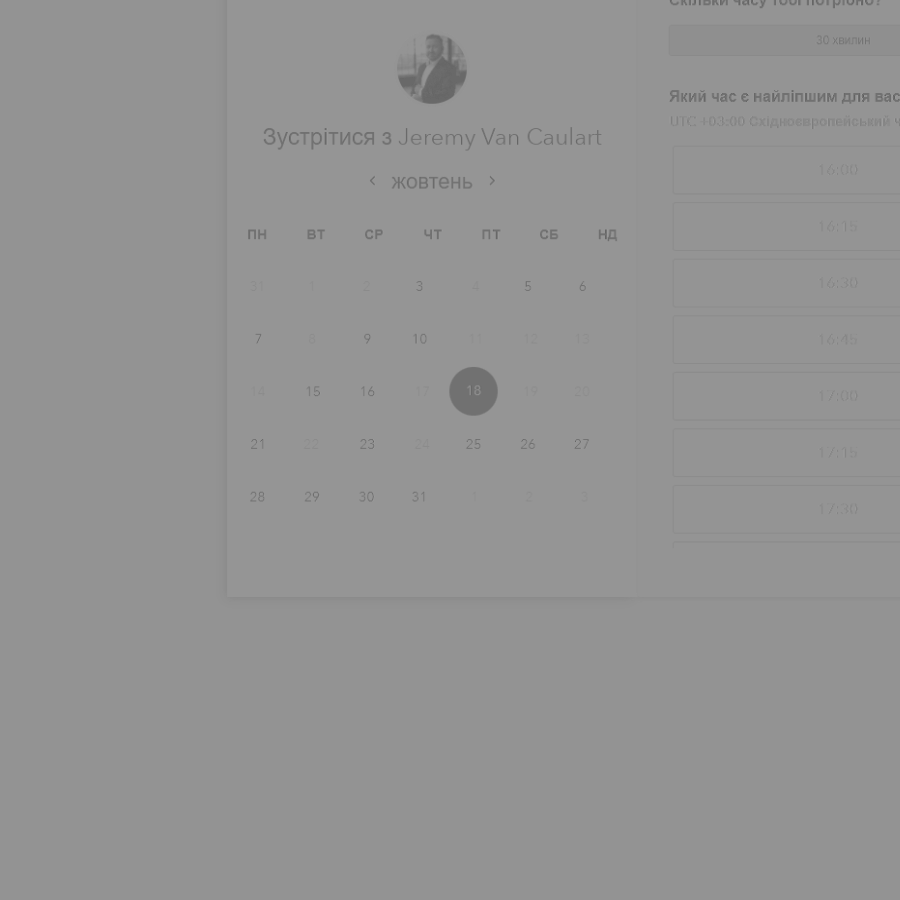 Скільки часу тобі потрібно?
30 хвилин
Зустрітися з Jeremy Van Caulart
жовтень
ПН ВТ СР ЧТ ПТ СБ НД
31 1 2 3 4 5 6
7 8 9 10 11 12 13
14 15 16 17 18 19 20
21 22 23 24 25 26 27
28 29 30 31 1 2 3
Який час є найліпшим для вас
UTC +03:00 Східноєвропейський ч
16:00
16:15
16:30
16:45
17:00
17:15
17:30